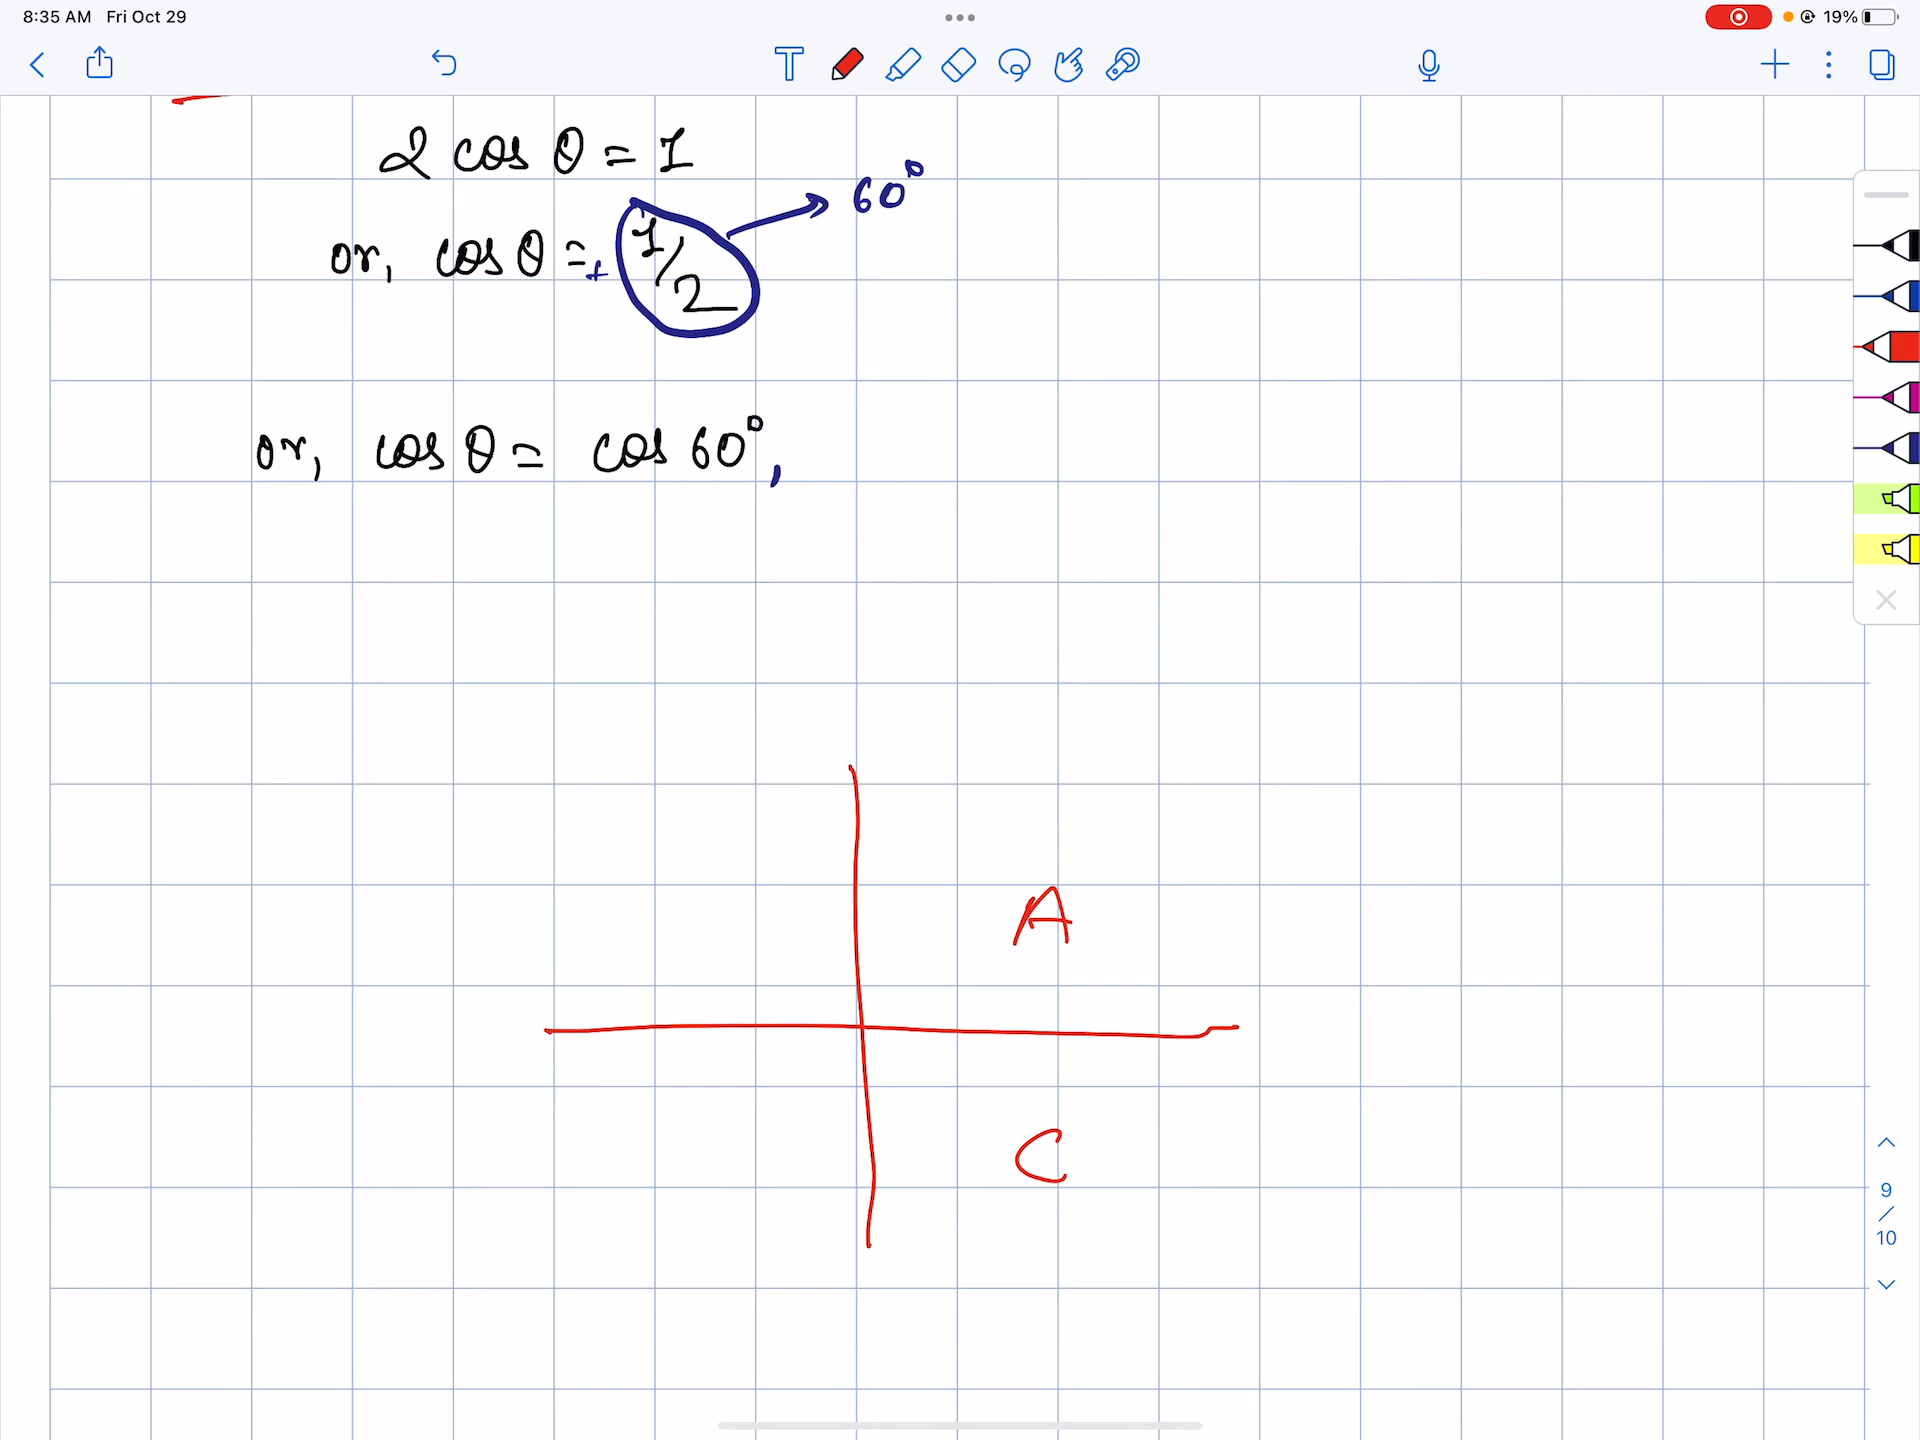 8:35 AM Fri Oct 29
19%
T
2 cos θ = 1
60°
or, cos θ = + 1/2
or, cos θ = cos 60°,
A
C
9
/
10